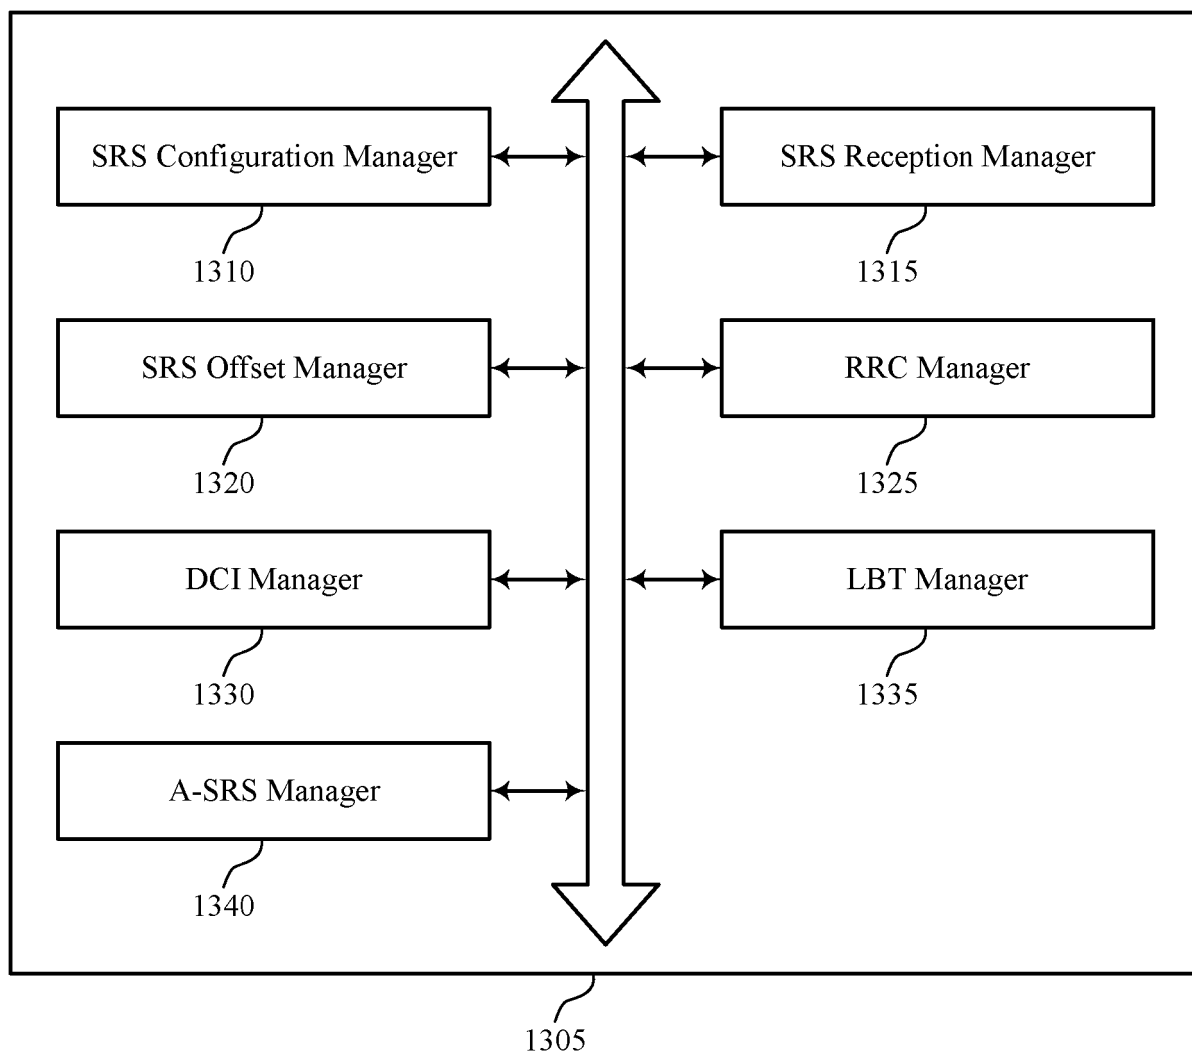 SRS Configuration Manager
SRS Reception Manager
1310
1315
SRS Offset Manager
RRC Manager
1320
1325
DCI Manager
LBT Manager
1330
1335
A-SRS Manager
1340
1305